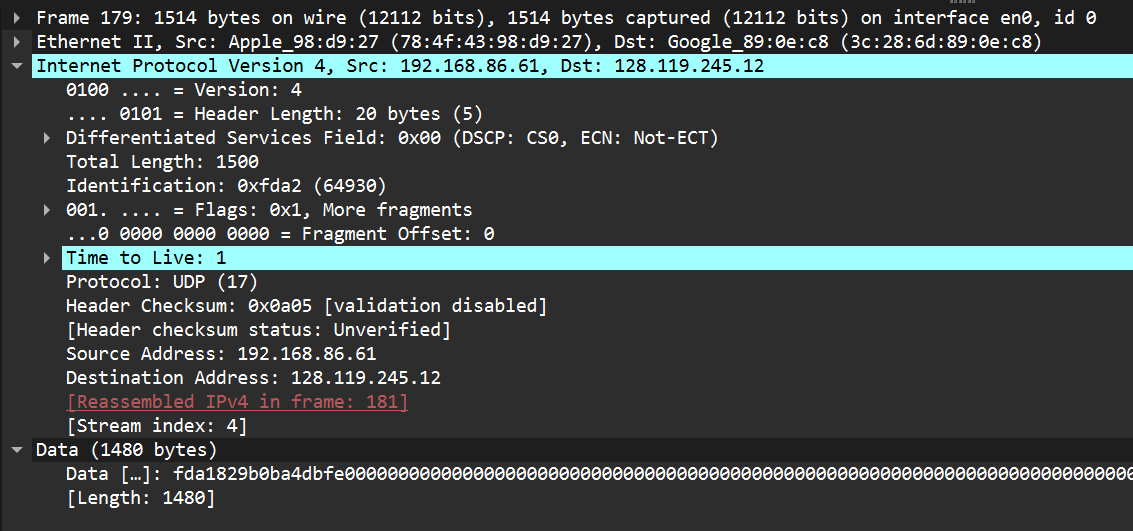 Frame 179: 1514 bytes on wire (12112 bits), 1514 bytes captured (12112 bits) on interface en0, id 0
Ethernet II, Src: Apple_98:d9:27 (78:4f:43:98:d9:27), Dst: Google_89:0e:c8 (3c:28:6d:89:0e:c8)
Internet Protocol Version 4, Src: 192.168.86.61, Dst: 128.119.245.12
0100 .... = Version: 4
.... 0101 = Header Length: 20 bytes (5)
Differentiated Services Field: 0x00 (DSCP: CS0, ECN: Not-ECT)
Total Length: 1500
Identification: 0xfda2 (64930)
001. .... = Flags: 0x1, More fragments
...0 0000 0000 0000 = Fragment Offset: 0
Time to Live: 1
Protocol: UDP (17)
Header Checksum: 0x0a05 [validation disabled]
[Header checksum status: Unverified]
Source Address: 192.168.86.61
Destination Address: 128.119.245.12
[Reassembled IPv4 in frame: 181]
[Stream index: 4]
Data (1480 bytes)
Data […]: fda1829b0ba4dbfe00000000000000000000000000000000000000000000000000000000000000000000000000
[Length: 1480]